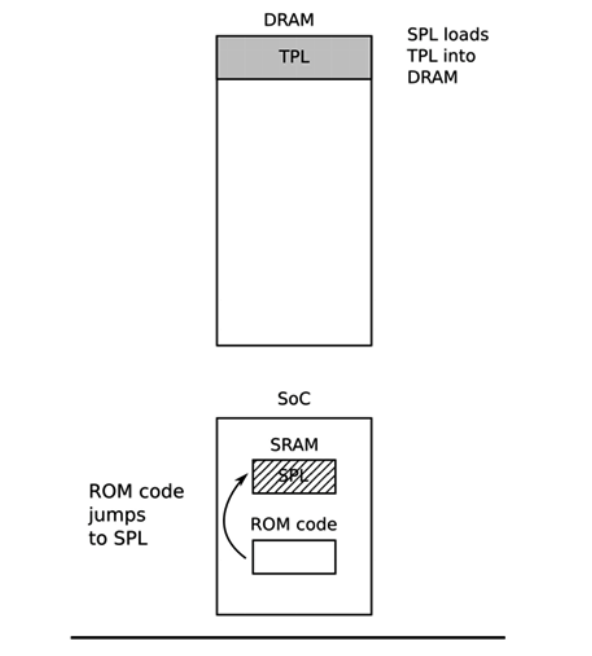 DRAM
TPL
SPL loads
TPL into
DRAM
SoC
SRAM
SPL
ROM code
ROM code
jumps
to SPL